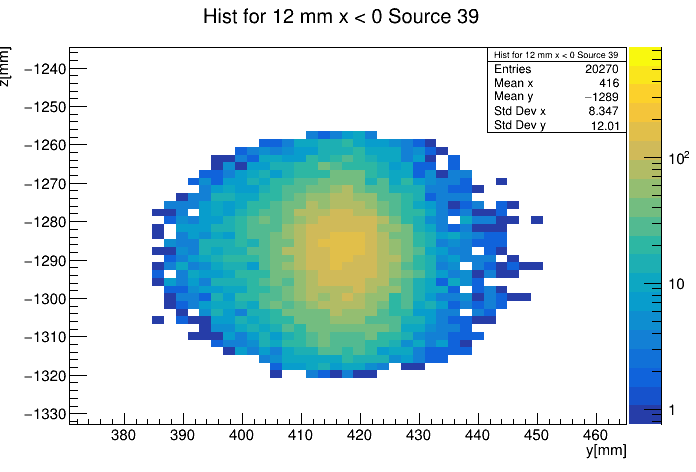 Hist for 12 mm x < 0 Source 39
z[mm]
Hist for 12 mm x < 0 Source 39
Entries 20270
Mean x 416
Mean y −1289
Std Dev x 8.347
Std Dev y 12.01
−1240
−1250
−1260
−1270
−1280
−1290
−1300
−1310
−1320
−1330
10²
10
1
380 390 400 410 420 430 440 450 460
y[mm]